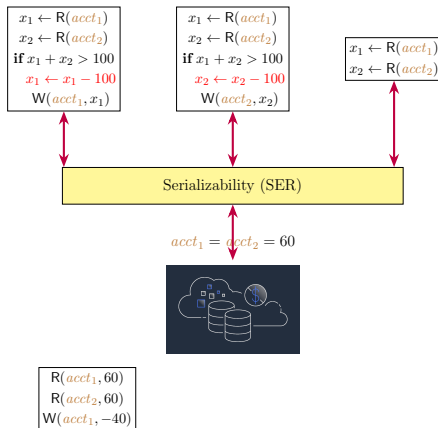 x₁ ← R(acct₁)
x₂ ← R(acct₂)
if x₁ + x₂ > 100
x₁ ← x₁ − 100
W(acct₁, x₁)
x₁ ← R(acct₁)
x₂ ← R(acct₂)
if x₁ + x₂ > 100
x₂ ← x₂ − 100
W(acct₂, x₂)
x₁ ← R(acct₁)
x₂ ← R(acct₂)
Serializability (SER)
acct₁ = acct₂ = 60
R(acct₁, 60)
R(acct₂, 60)
W(acct₁, −40)